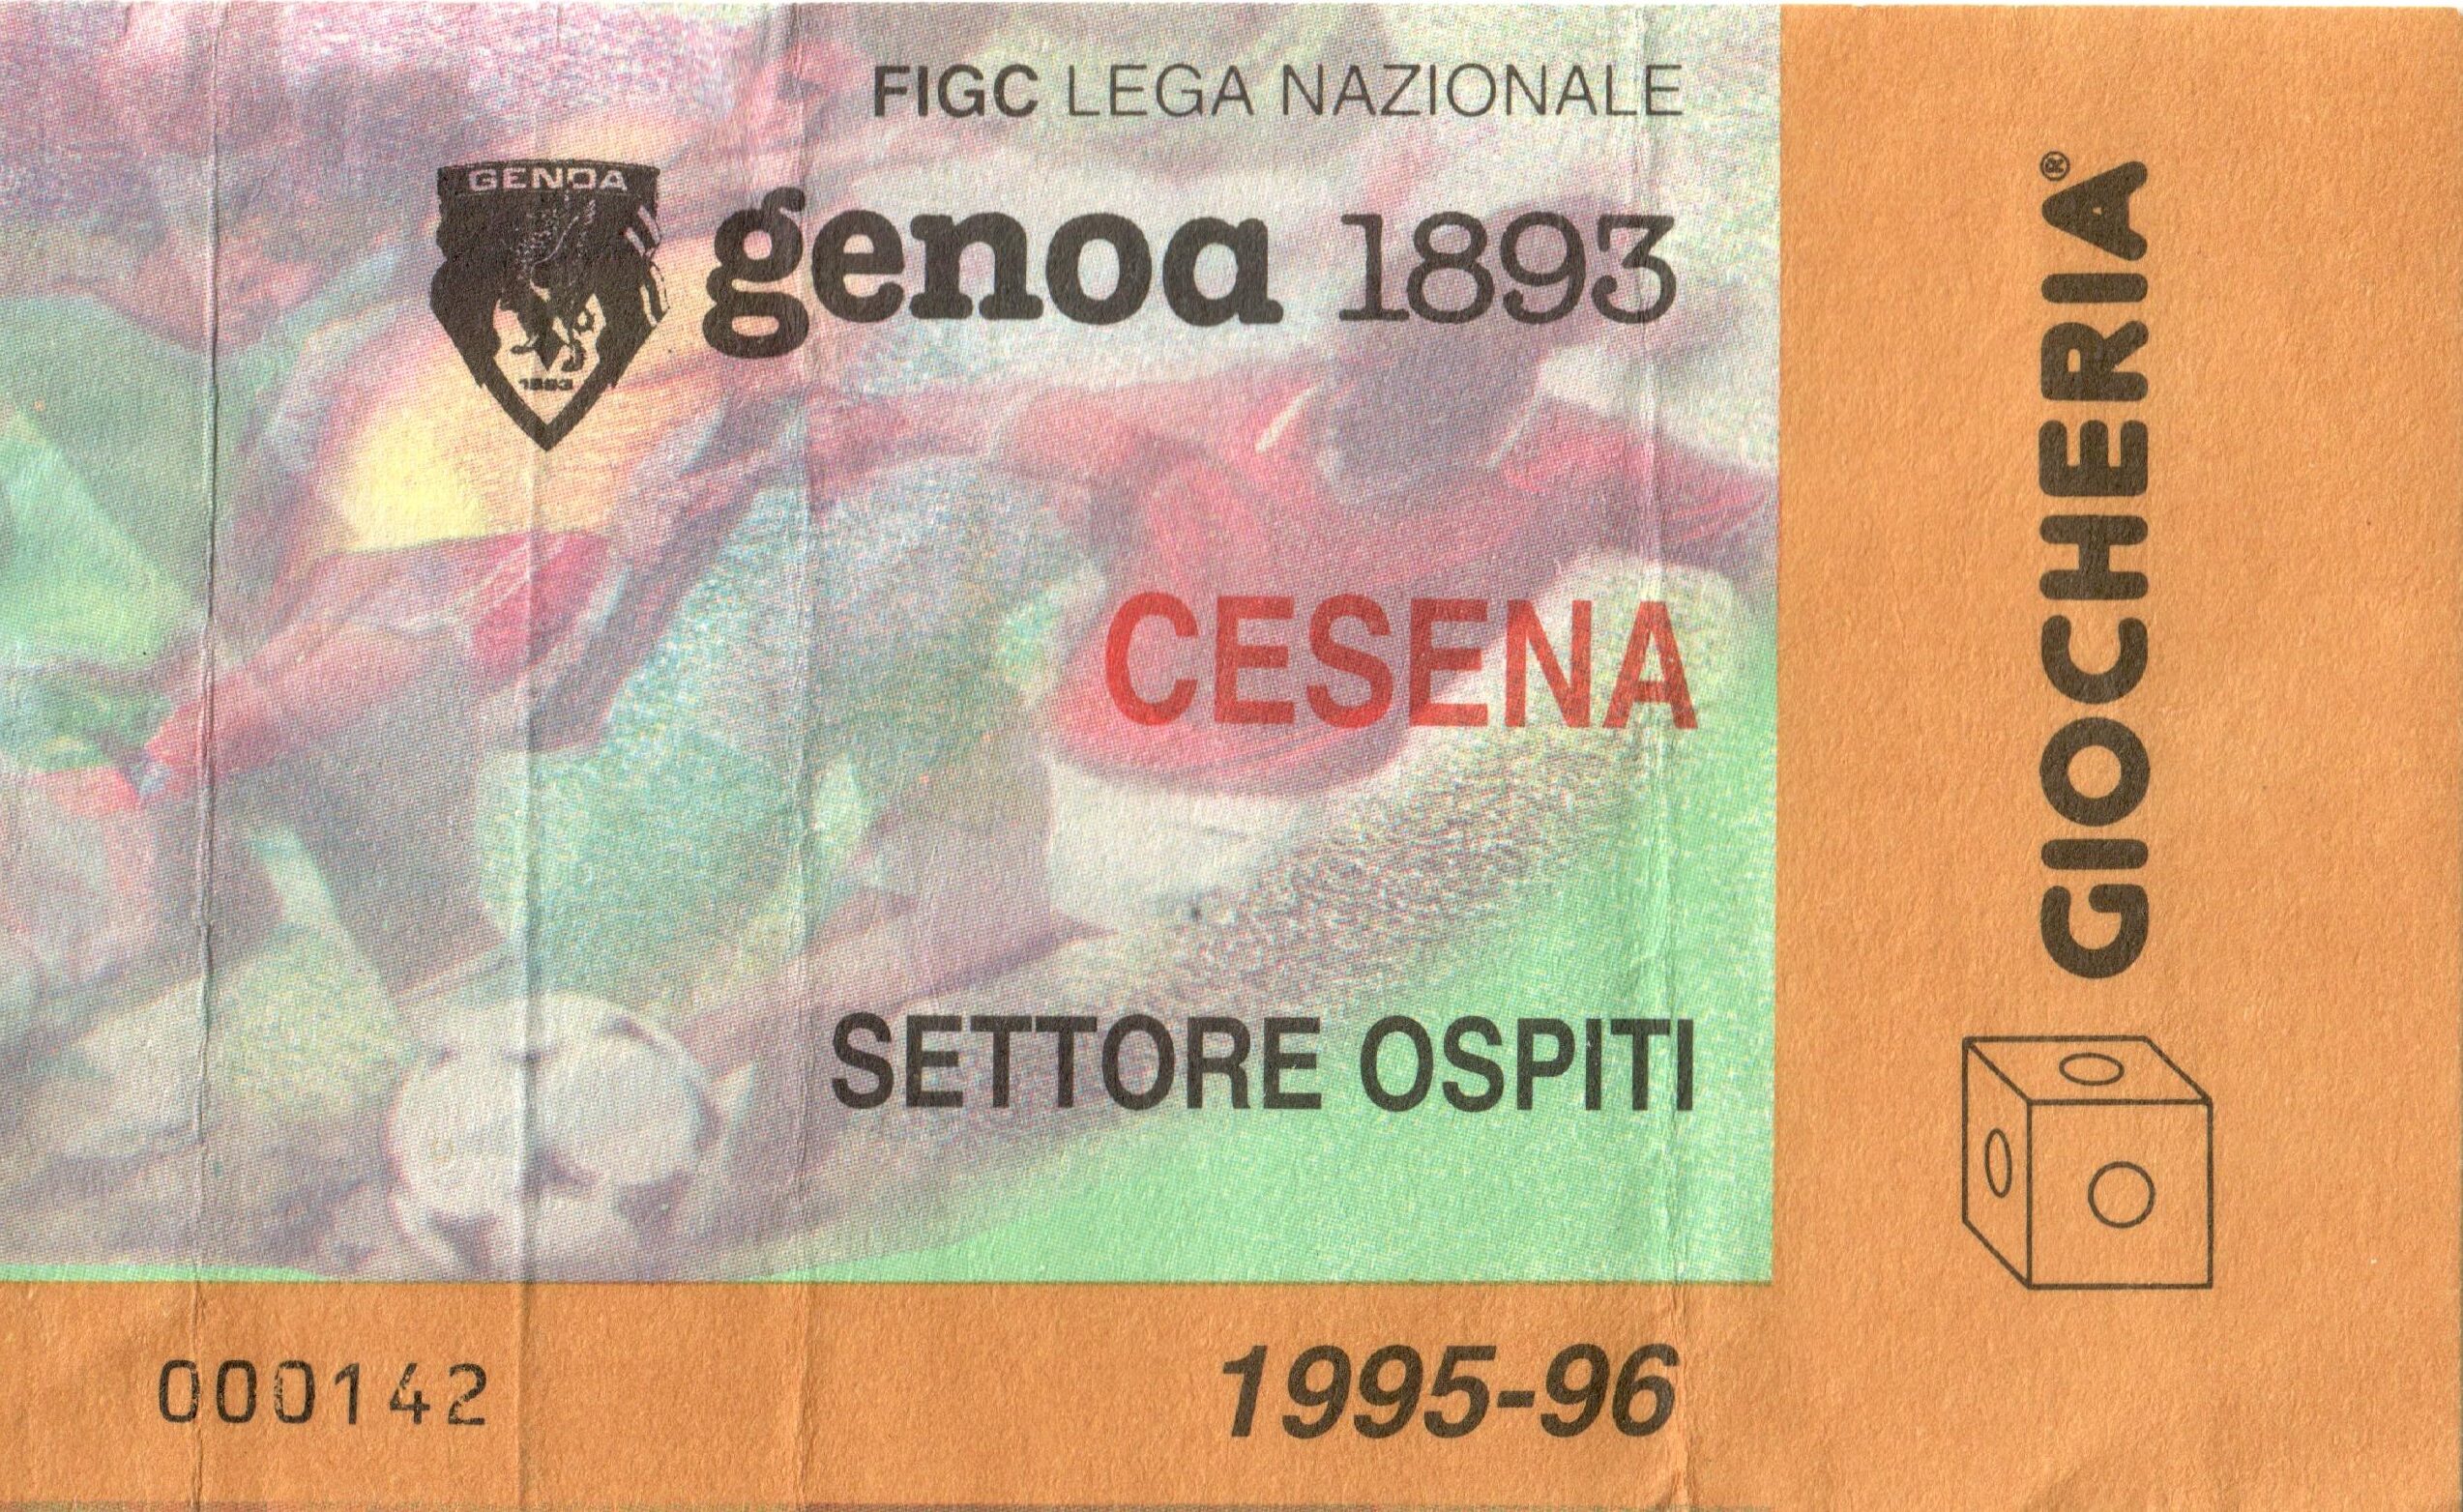 FIGC LEGA NAZIONALE
GENOA
1893
genoa 1893
CESENA
SETTORE OSPITI
000142
1995-96
GIOCHERIA®